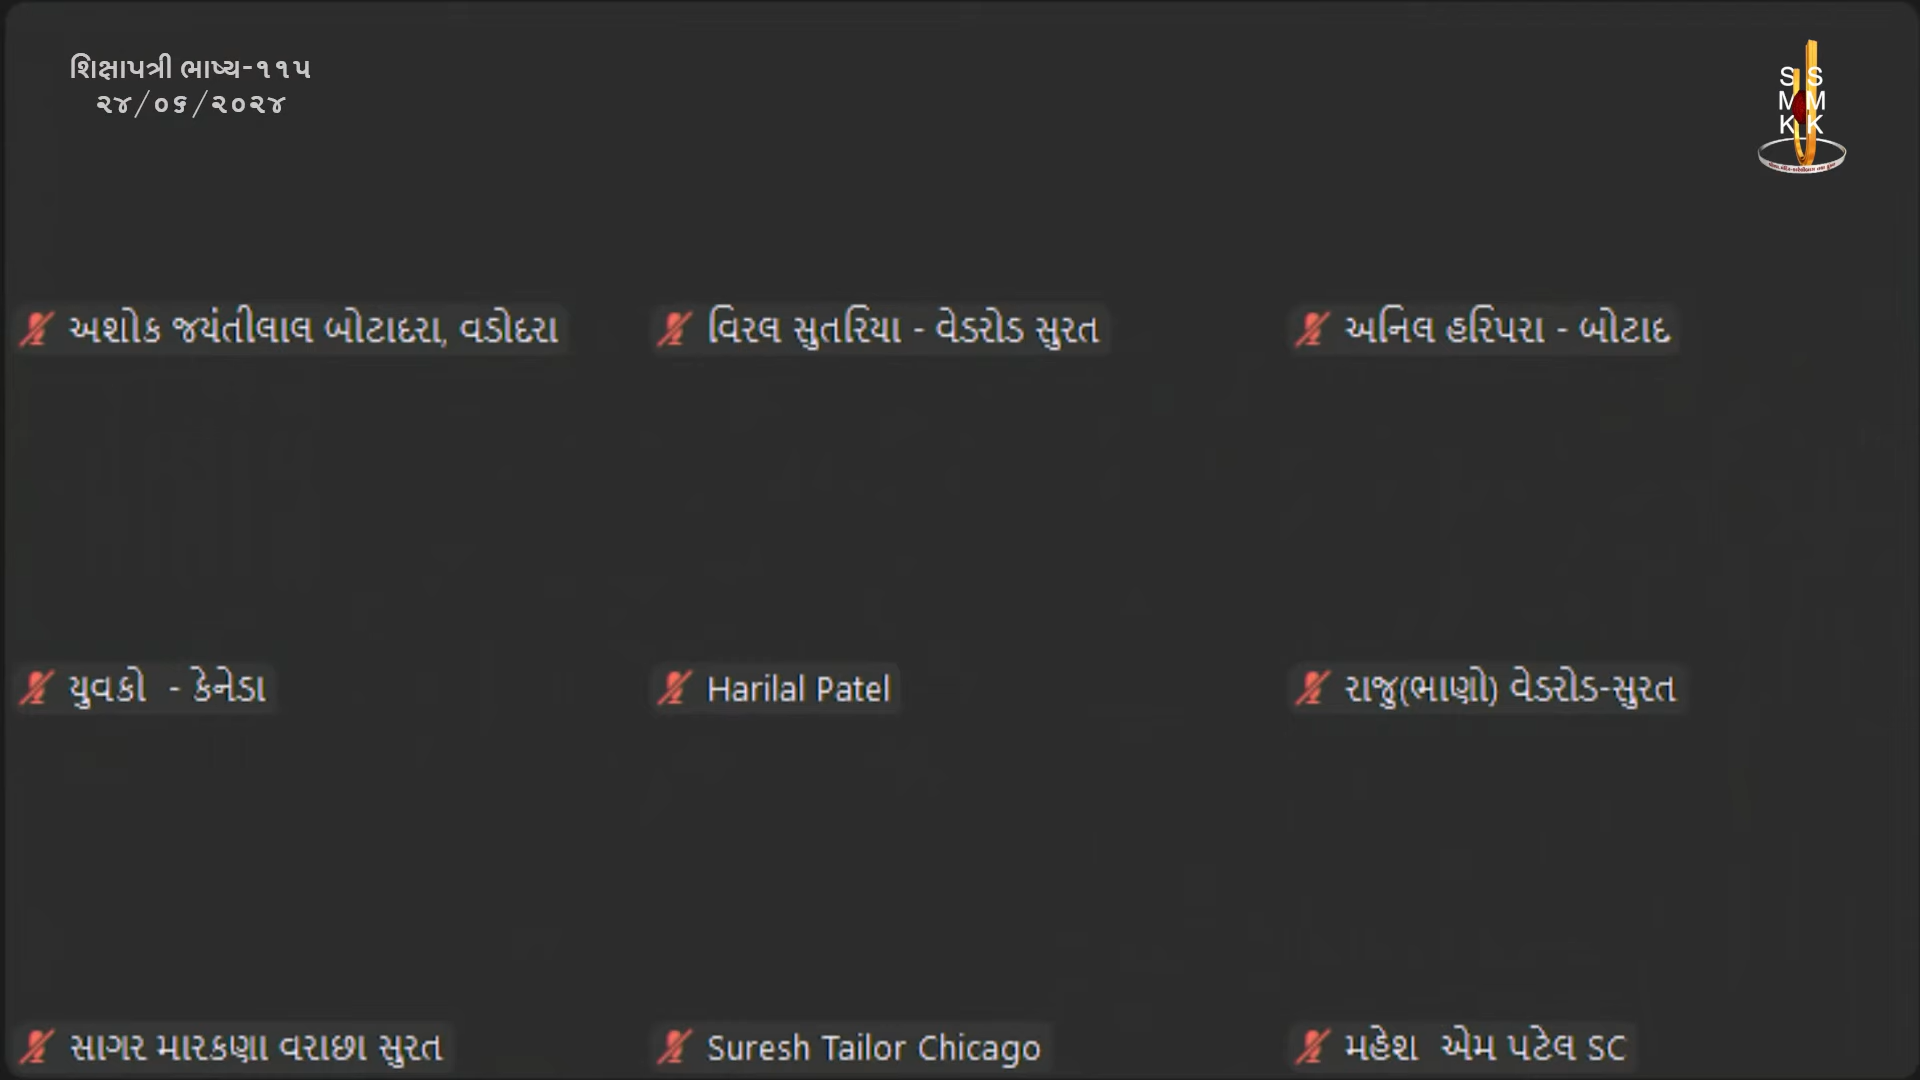 શિક્ષાપત્રી ભાષ્ય-૧૧૫
૨૪/૦૬/૨૦૨૪
S S
M M
K K
અશોક જયંતીલાલ બોટાદરા, વડોદરા
વિરલ સુતરિયા - વેડરોડ સુરત
અનિલ હરિપરા - બોટાદ
યુવકો - કેનેડા
Harilal Patel
રાજુ(ભાણો) વેડરોડ-સુરત
સાગર મારકણા વરાછા સુરત
Suresh Tailor Chicago
મહેશ એમ પટેલ SC